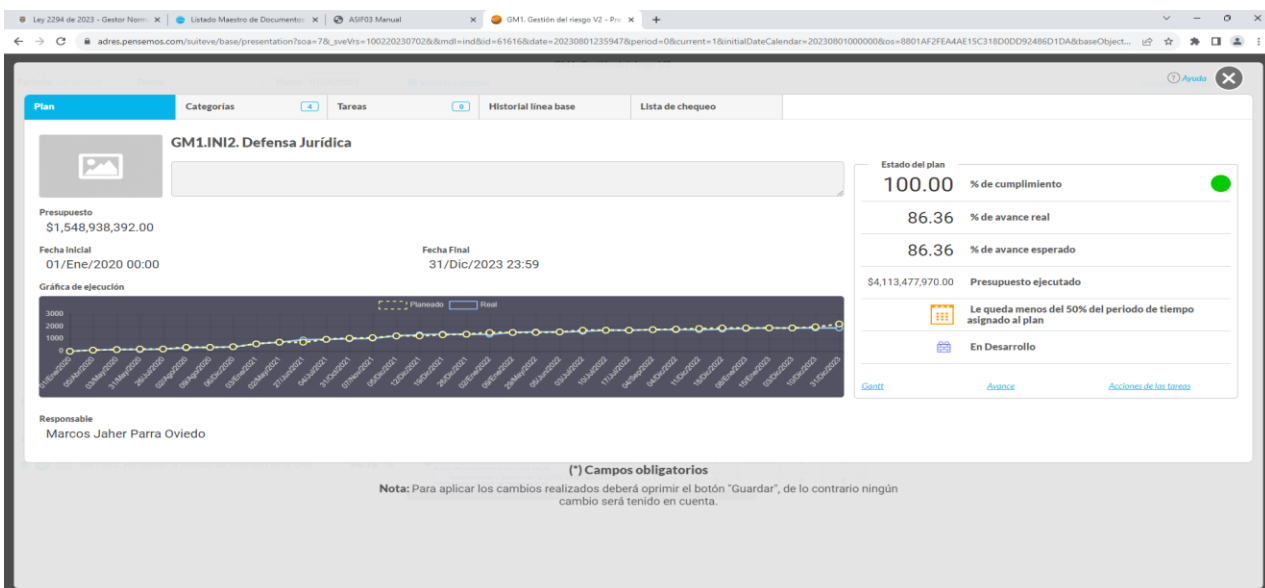 Ley 2294 de 2023 - Gestor Norm
Listado Maestro de Documentos
ASIF03 Manual
GM1. Gestión del riesgo V2 - Pro
adres.pensemos.com/suiteve/base/presentation?soa=7&_sveVrs=100220230702&&mdl=ind&id=61616&date=20230801235947&period=0&current=1&initialDateCalendar=20230801000000&os=8801AF2FEA4AE15C318D0DD92486D1DA&baseObject...
Ayuda
Plan
Categorías 4
Tareas 0
Historial línea base
Lista de chequeo
GM1.INI2. Defensa Jurídica
Presupuesto
$1,548,938,392.00
Fecha Inicial
01/Ene/2020 00:00
Fecha Final
31/Dic/2023 23:59
Gráfica de ejecución
Planeado Real
3000
2000
1000
0
01/Ene/2020
31/Dic/2023
Responsable
Marcos Jaher Parra Oviedo
Estado del plan
100.00 % de cumplimiento
86.36 % de avance real
86.36 % de avance esperado
$4,113,477,970.00 Presupuesto ejecutado
Le queda menos del 50% del periodo de tiempo
asignado al plan
En Desarrollo
Gantt Avance Acciones de las tareas
(*) Campos obligatorios
Nota: Para aplicar los cambios realizados deberá oprimir el botón "Guardar", de lo contrario ningún
cambio será tenido en cuenta.